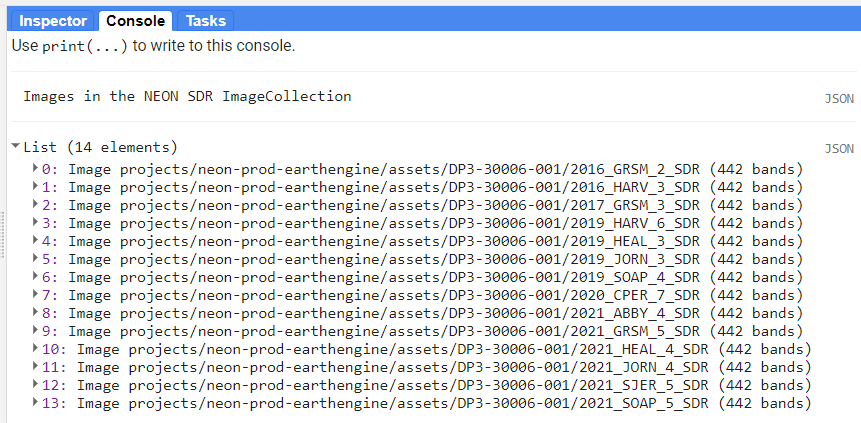 Inspector Console Tasks
Use print(...) to write to this console.
Images in the NEON SDR ImageCollection JSON
List (14 elements) JSON
0: Image projects/neon-prod-earthengine/assets/DP3-30006-001/2016_GRSM_2_SDR (442 bands)
1: Image projects/neon-prod-earthengine/assets/DP3-30006-001/2016_HARV_3_SDR (442 bands)
2: Image projects/neon-prod-earthengine/assets/DP3-30006-001/2017_GRSM_3_SDR (442 bands)
3: Image projects/neon-prod-earthengine/assets/DP3-30006-001/2019_HARV_6_SDR (442 bands)
4: Image projects/neon-prod-earthengine/assets/DP3-30006-001/2019_HEAL_3_SDR (442 bands)
5: Image projects/neon-prod-earthengine/assets/DP3-30006-001/2019_JORN_3_SDR (442 bands)
6: Image projects/neon-prod-earthengine/assets/DP3-30006-001/2019_SOAP_4_SDR (442 bands)
7: Image projects/neon-prod-earthengine/assets/DP3-30006-001/2020_CPER_7_SDR (442 bands)
8: Image projects/neon-prod-earthengine/assets/DP3-30006-001/2021_ABBY_4_SDR (442 bands)
9: Image projects/neon-prod-earthengine/assets/DP3-30006-001/2021_GRSM_5_SDR (442 bands)
10: Image projects/neon-prod-earthengine/assets/DP3-30006-001/2021_HEAL_4_SDR (442 bands)
11: Image projects/neon-prod-earthengine/assets/DP3-30006-001/2021_JORN_4_SDR (442 bands)
12: Image projects/neon-prod-earthengine/assets/DP3-30006-001/2021_SJER_5_SDR (442 bands)
13: Image projects/neon-prod-earthengine/assets/DP3-30006-001/2021_SOAP_5_SDR (442 bands)